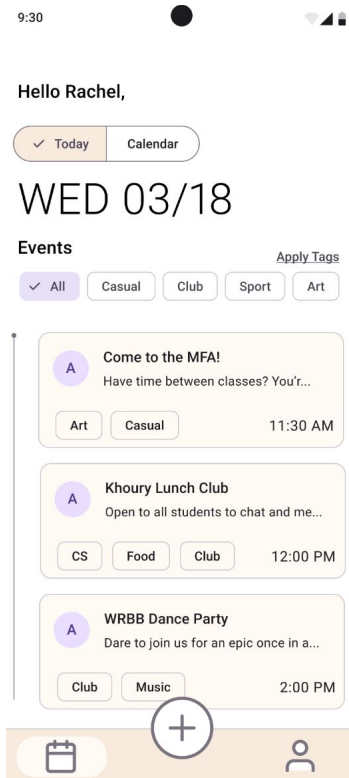 9:30
Hello Rachel,
Today Calendar
WED 03/18
Events
Apply Tags
All Casual Club Sport Art
A
Come to the MFA!
Have time between classes? You'r...
Art Casual 11:30 AM
A
Khoury Lunch Club
Open to all students to chat and me...
CS Food Club 12:00 PM
A
WRBB Dance Party
Dare to join us for an epic once in a...
Club Music 2:00 PM